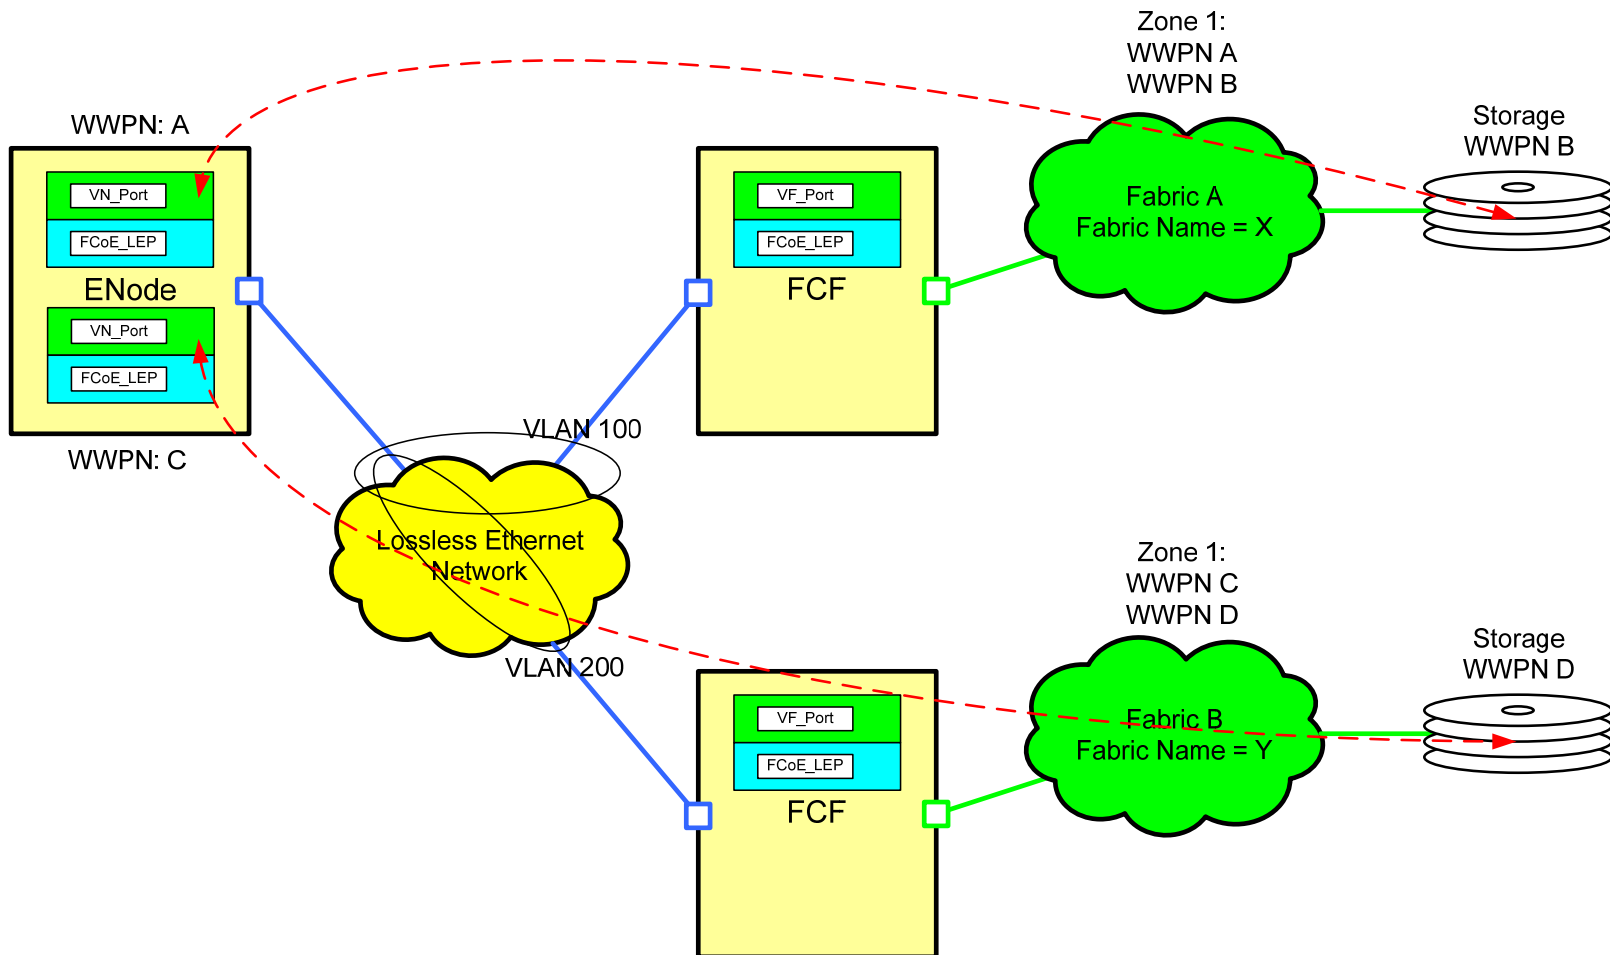 Zone 1:
WWPN A
WWPN B
Storage
WWPN B
WWPN: A
VN_Port
FCoE_LEP
ENode
VN_Port
FCoE_LEP
WWPN: C
VF_Port
FCoE_LEP
FCF
Fabric A
Fabric Name = X
VLAN 100
Lossless Ethernet
Network
VLAN 200
Zone 1:
WWPN C
WWPN D
Storage
WWPN D
VF_Port
FCoE_LEP
FCF
Fabric B
Fabric Name = Y